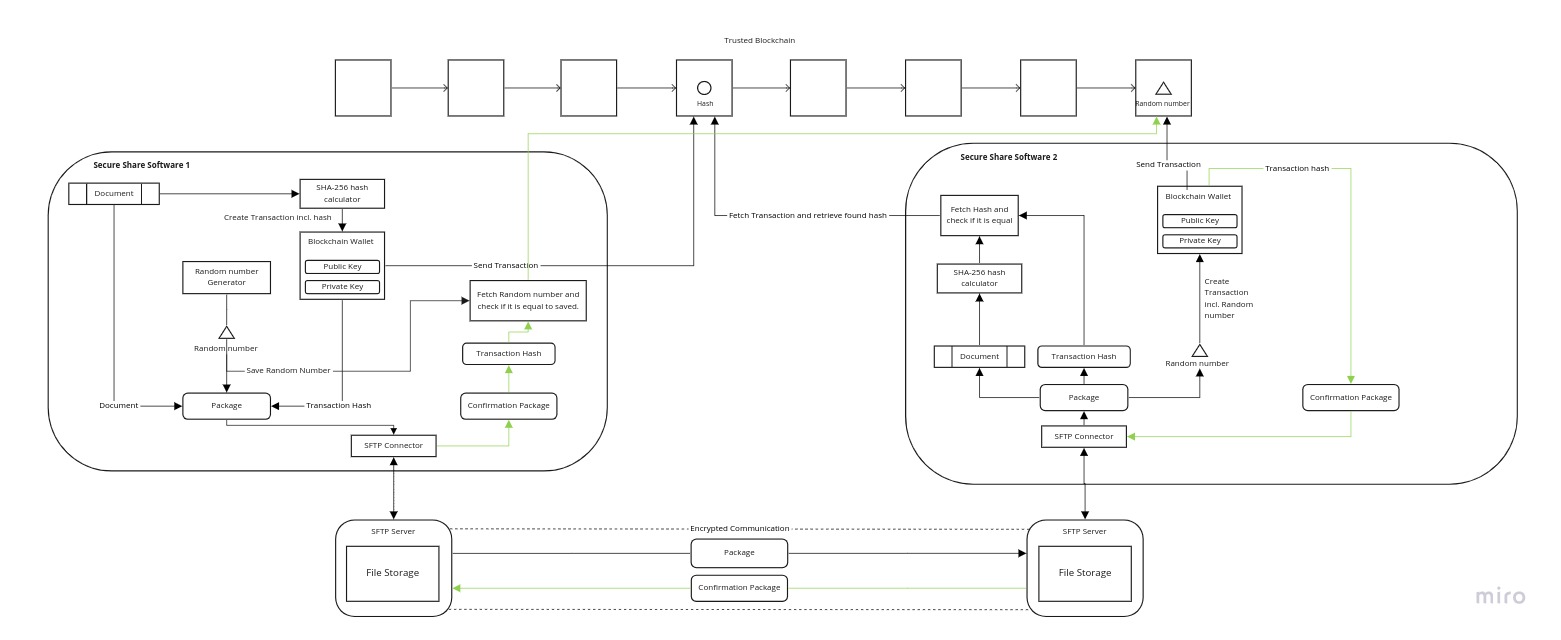 Trusted Blockchain
Hash
Random number
Secure Share Software 1
Document
SHA-256 hash
calculator
Create Transaction incl. hash
Blockchain Wallet
Public Key
Private Key
Send Transaction
Random number
Generator
Random number
Save Random Number
Fetch Random number and
check if it is equal to saved.
Transaction Hash
Confirmation Package
Document
Package
Transaction Hash
SFTP Connector
Secure Share Software 2
Send Transaction
Transaction hash
Fetch Transaction and retrieve found hash
Fetch Hash and
check if it is equal
Blockchain Wallet
Public Key
Private Key
SHA-256 hash
calculator
Create
Transaction
incl. Random
number
Document
Transaction Hash
Random number
Package
Confirmation Package
SFTP Connector
SFTP Server
File Storage
Encrypted Communication
Package
Confirmation Package
SFTP Server
File Storage
miro